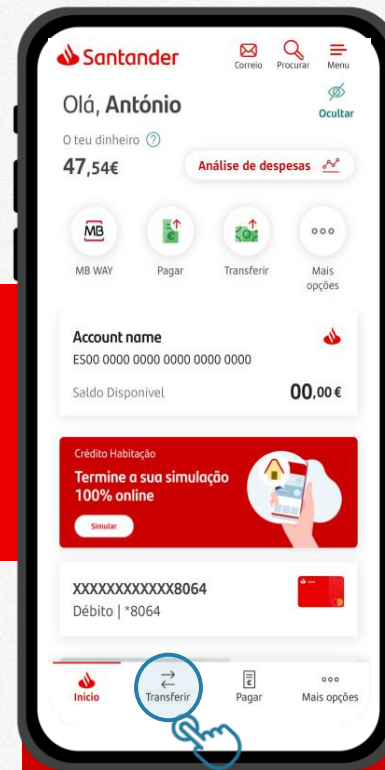 Santander
Correio Procurar Menu
Olá, António
Ocultar
O teu dinheiro ?
47,54€
Análise de despesas
MB
MB WAY Pagar Transferir Mais
opções
Account name
ES00 0000 0000 0000 0000 0000
Saldo Disponivel 00,00 €
Crédito Habitação
Termine a sua simulação
100% online
Simular
XXXXXXXXXXXXX8064
Débito | *8064
Início Transferir Pagar Mais opções